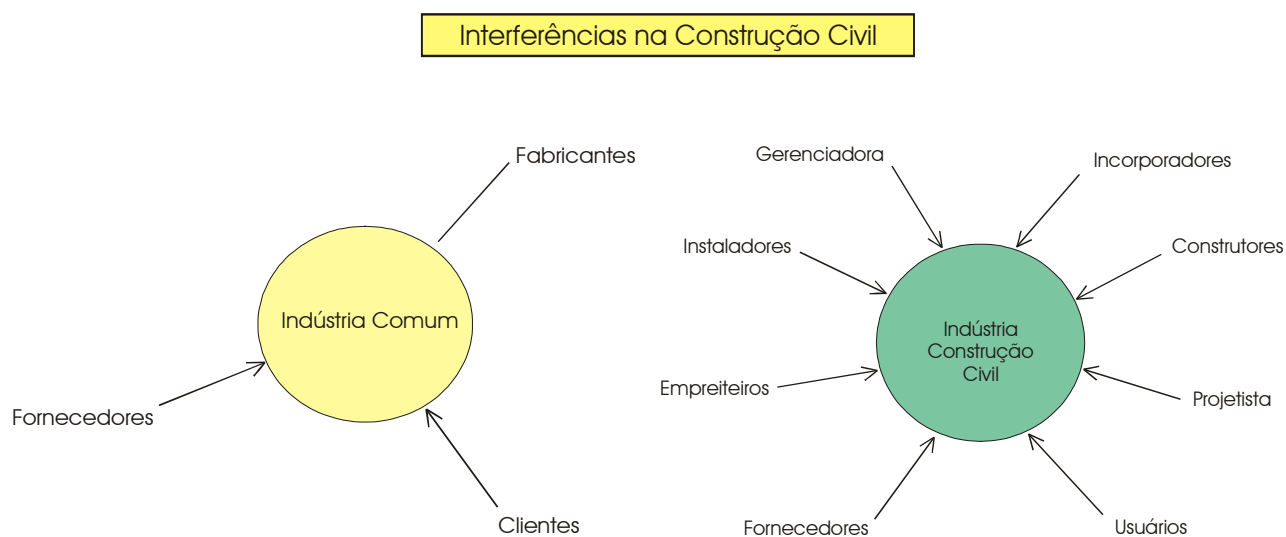 Interferências na Construção Civil
Fabricantes
Indústria Comum
Fornecedores
Clientes
Gerenciadora
Incorporadores
Instaladores
Construtores
Indústria
Construção
Civil
Empreiteiros
Projetista
Fornecedores
Usuários